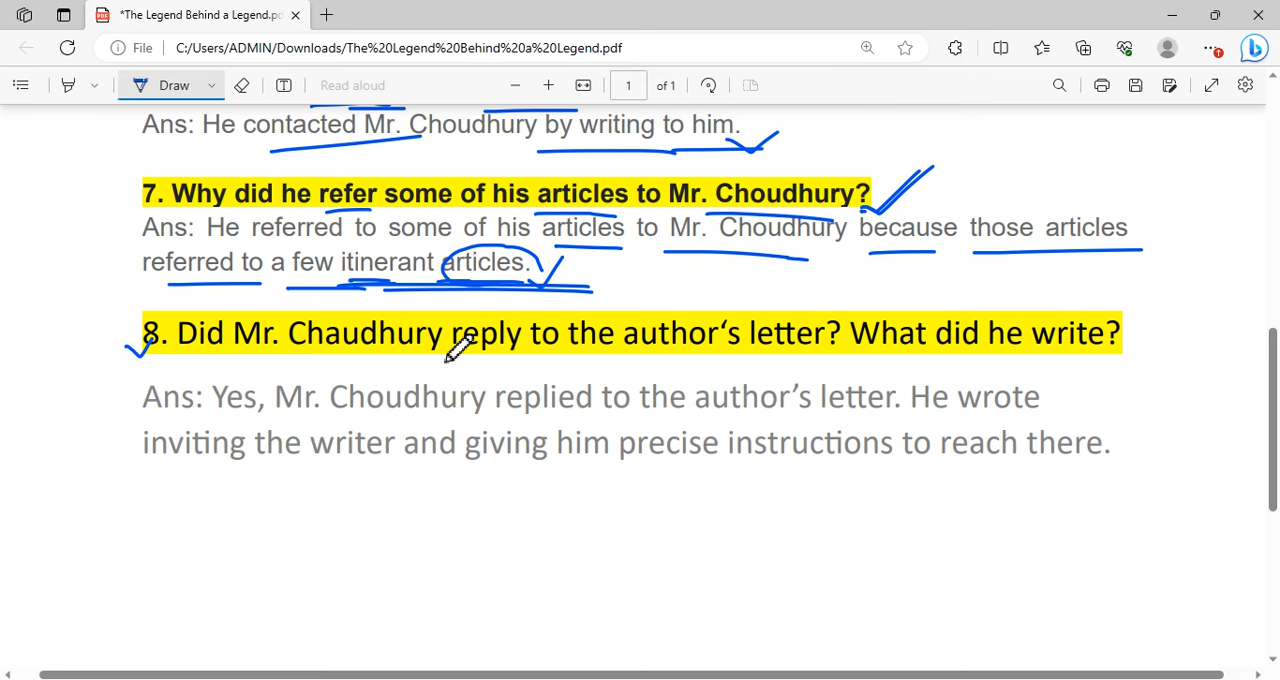 *The Legend Behind a Legend.pd
File
C:/Users/ADMIN/Downloads/The%20Legend%20Behind%20a%20Legend.pdf
Draw
Read aloud
1 of 1
Ans: He contacted Mr. Choudhury by writing to him.
7. Why did he refer some of his articles to Mr. Choudhury?
Ans: He referred to some of his articles to Mr. Choudhury because those articles
referred to a few itinerant articles.
8. Did Mr. Chaudhury reply to the author‘s letter? What did he write?
Ans: Yes, Mr. Choudhury replied to the author’s letter. He wrote
inviting the writer and giving him precise instructions to reach there.